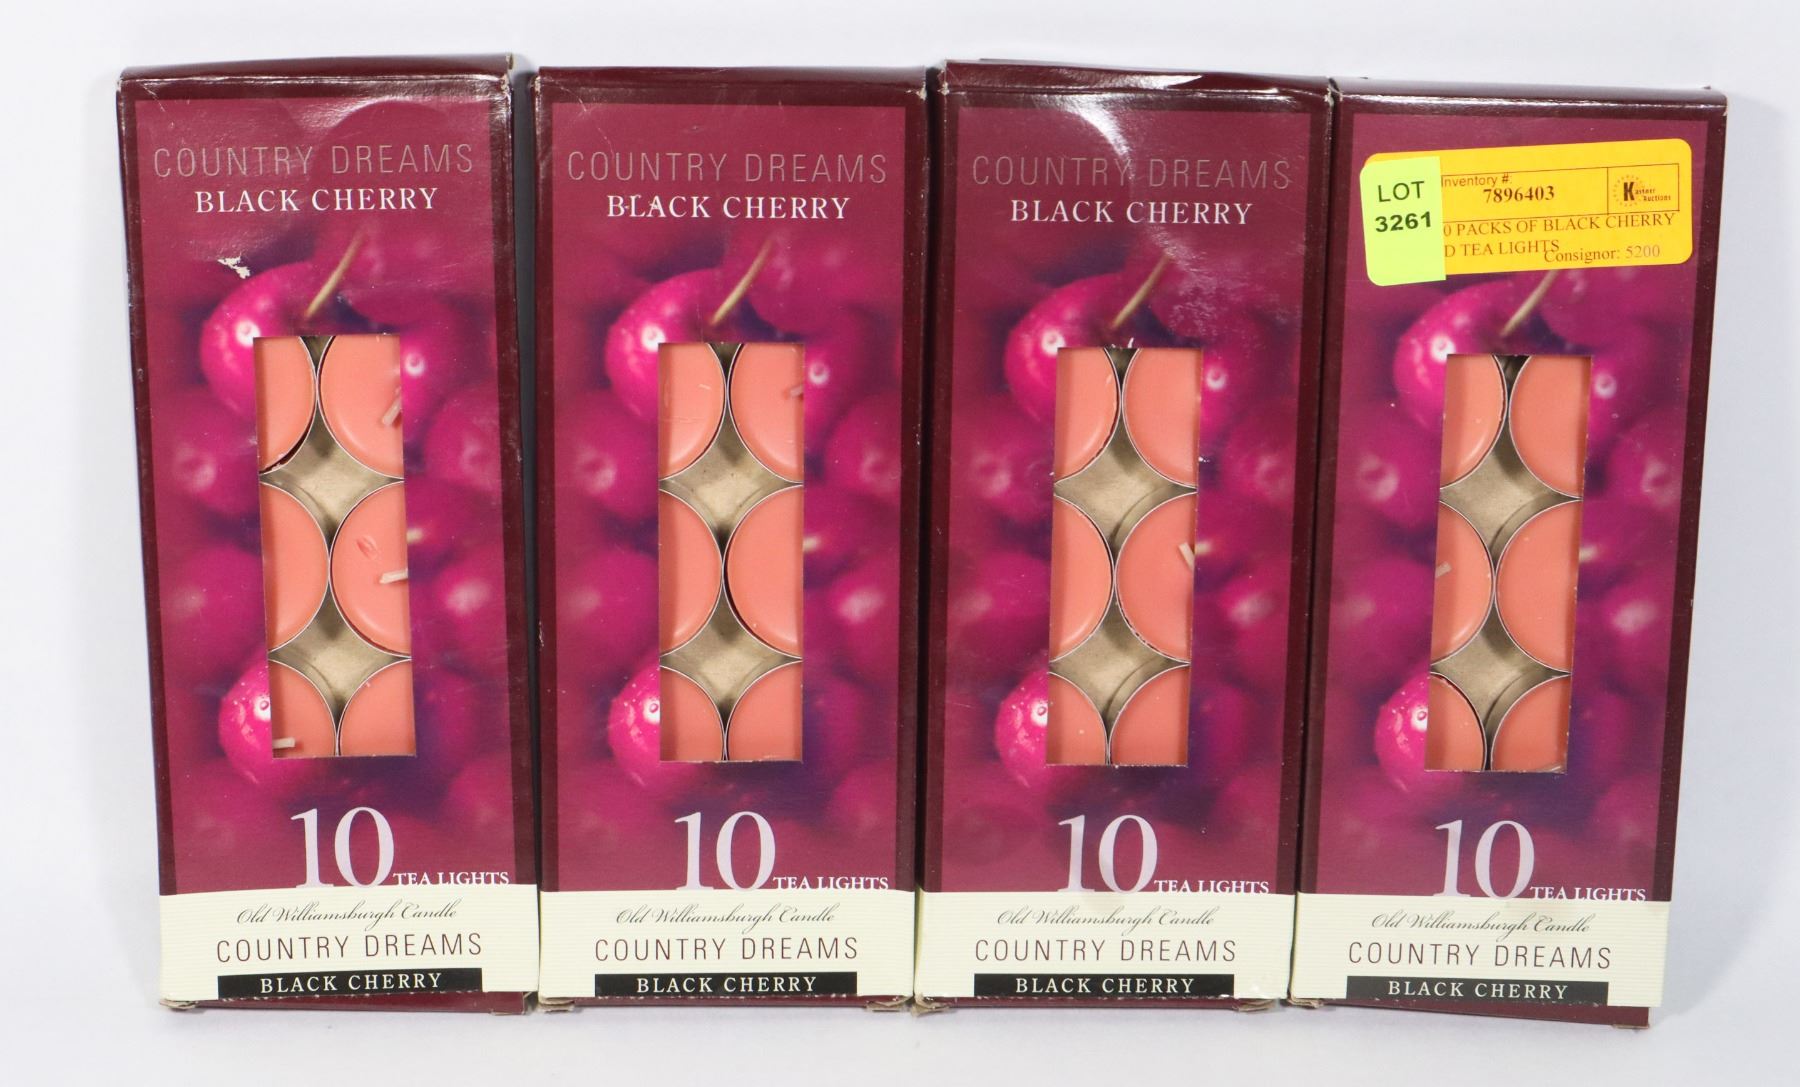 COUNTRY DREAMS
BLACK CHERRY
10 TEA LIGHTS
Old Williamsburgh Candle
COUNTRY DREAMS
BLACK CHERRY
COUNTRY DREAMS
BLACK CHERRY
10 TEA LIGHTS
Old Williamsburgh Candle
COUNTRY DREAMS
BLACK CHERRY
COUNTRY DREAMS
BLACK CHERRY
10 TEA LIGHTS
Old Williamsburgh Candle
COUNTRY DREAMS
BLACK CHERRY
LOT
3261
Inventory #:
7896403
Kastner
Auctions
0 PACKS OF BLACK CHERRY
D TEA LIGHTS
Consignor: 5200
10 TEA LIGHTS
Old Williamsburgh Candle
COUNTRY DREAMS
BLACK CHERRY